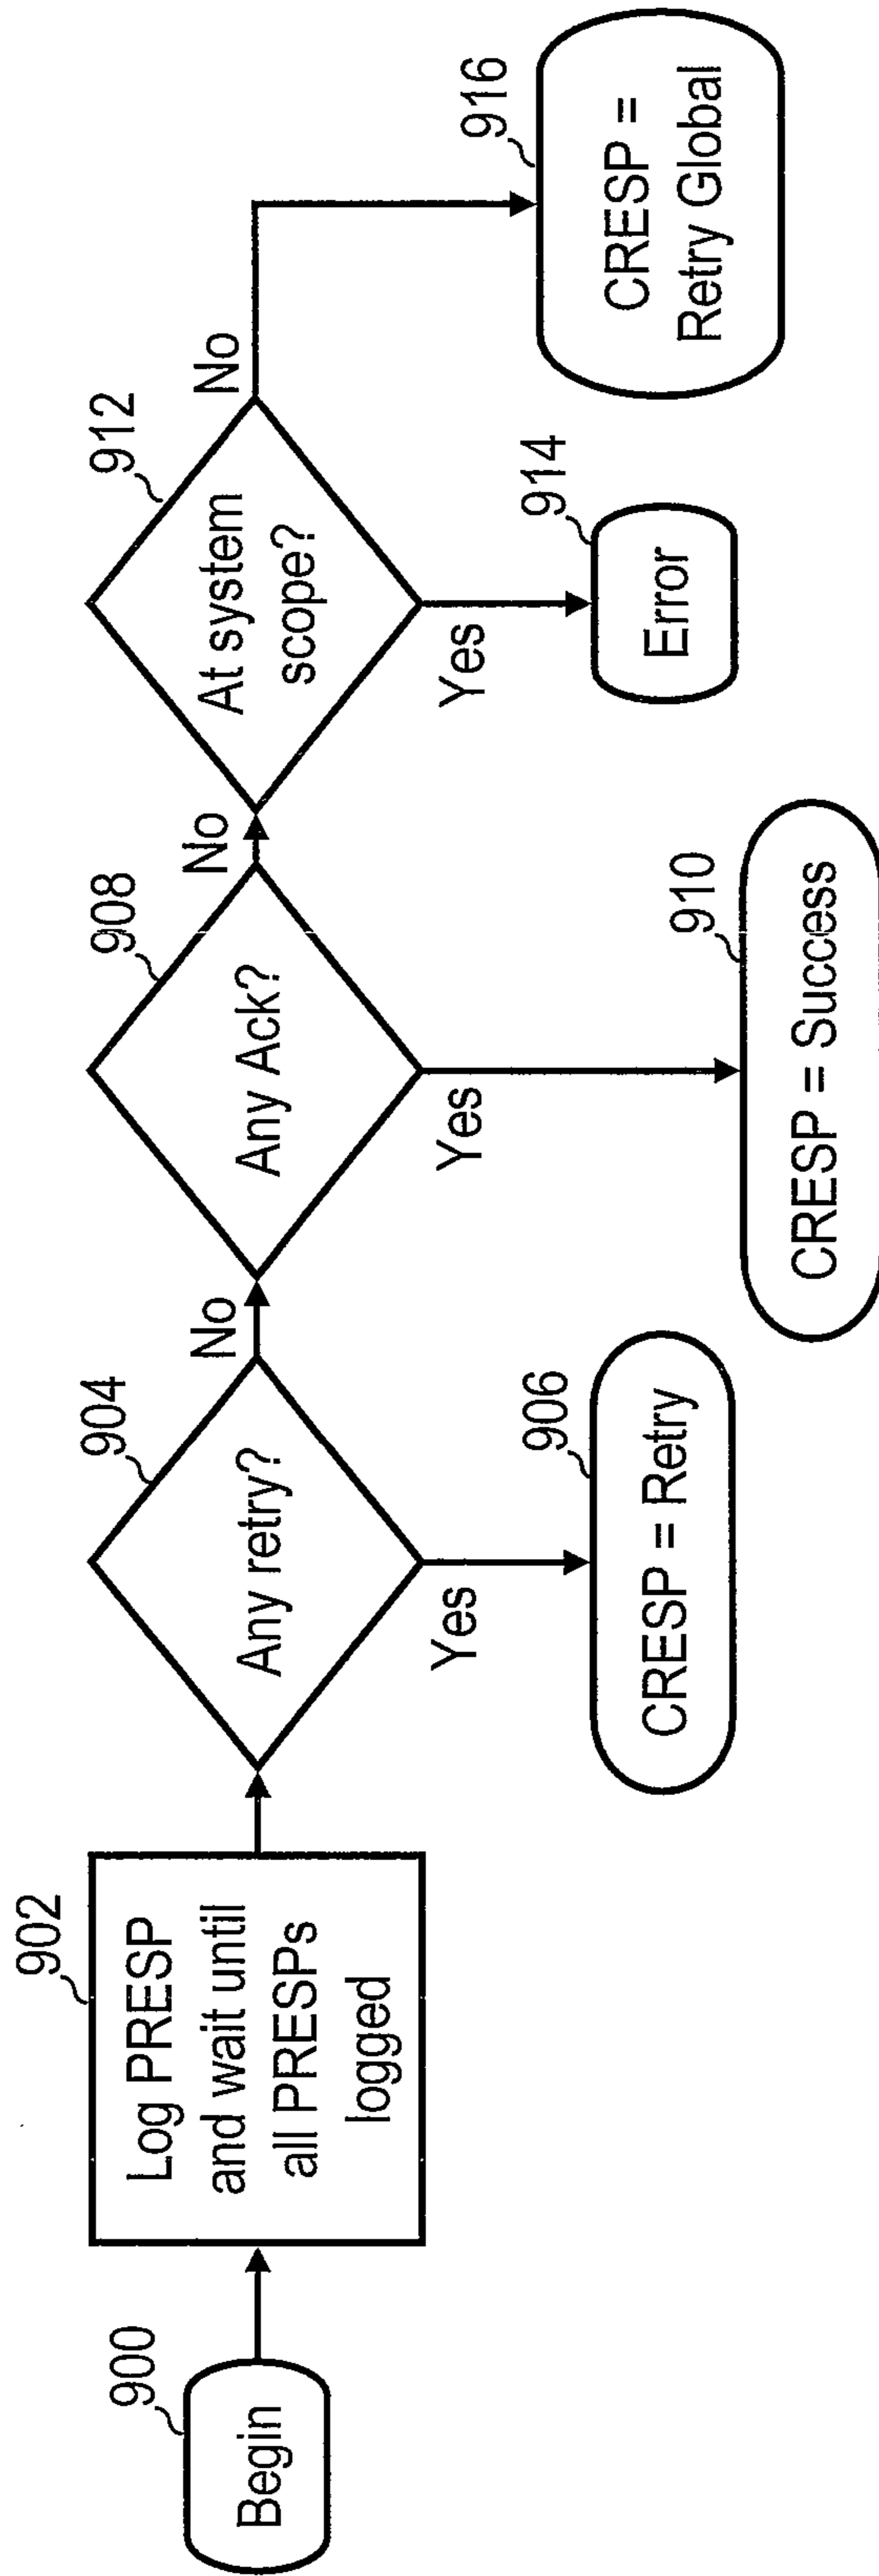 900
Begin
902
Log PRESP
and wait until
all PRESPs
logged
904
Any retry?
No
Yes
906
CRESP = Retry
908
Any Ack?
No
Yes
910
CRESP = Success
912
At system
scope?
No
Yes
914
Error
916
CRESP =
Retry Global